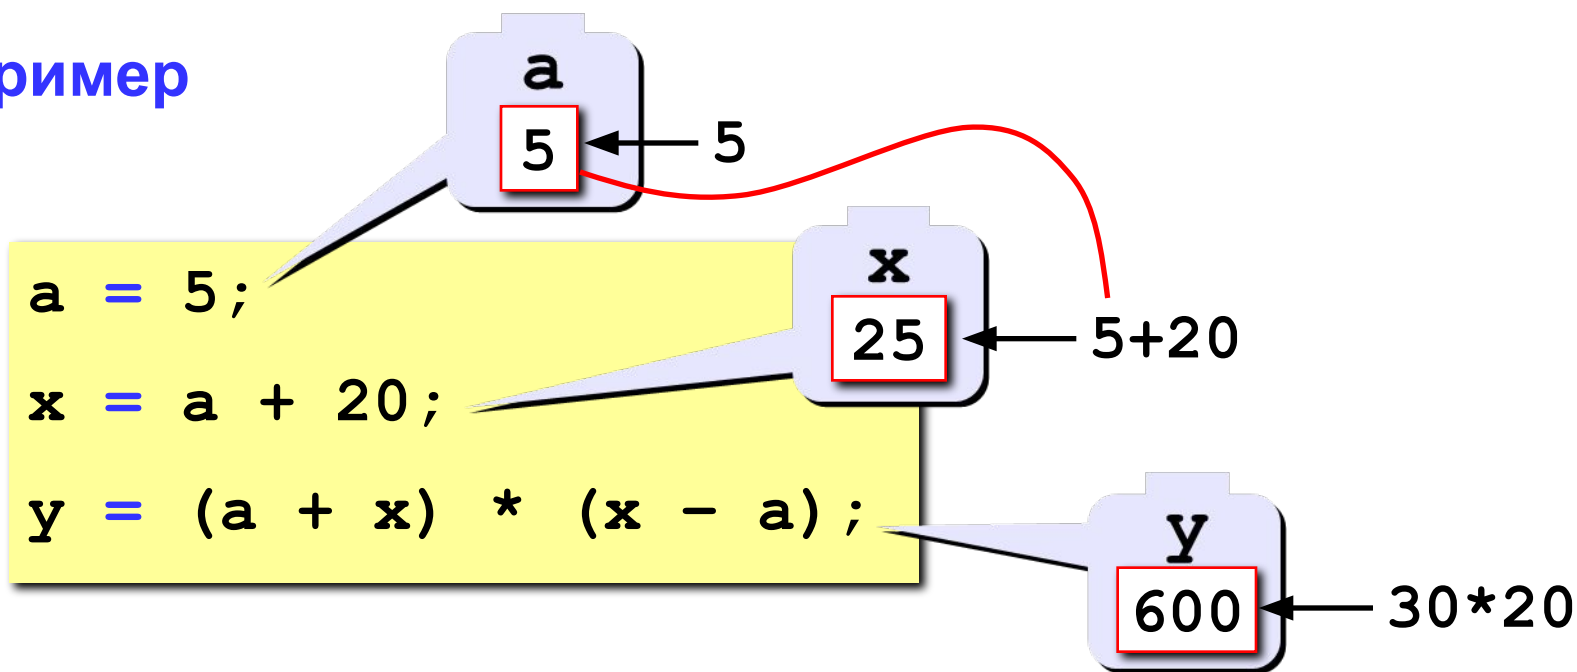 ример
a
5
5
a = 5;
x
25
5+20
x = a + 20;
y = (a + x) * (x - a);
y
600
30*20